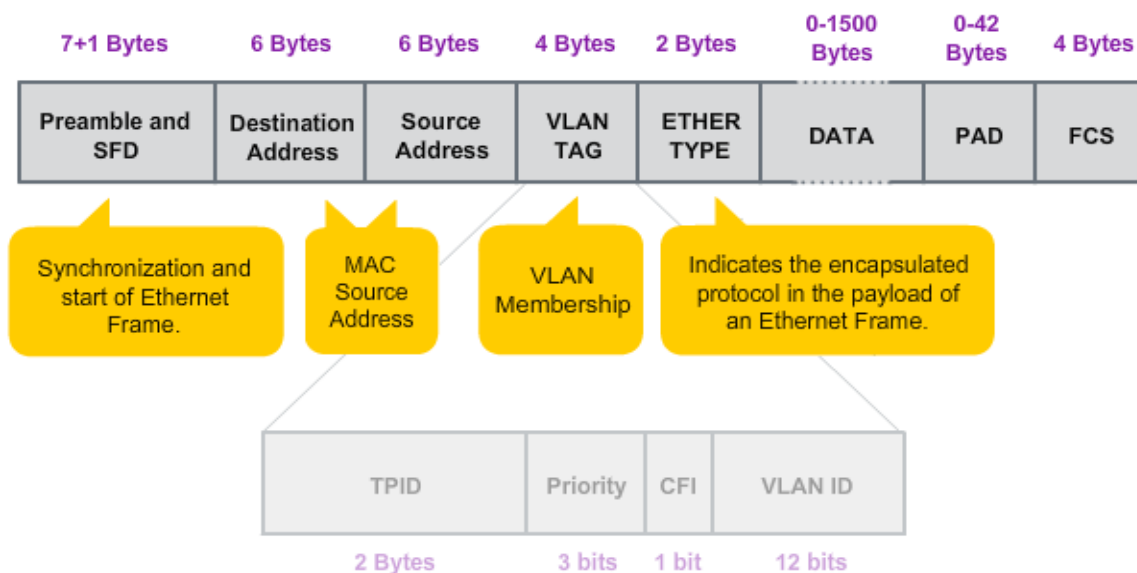 7+1 Bytes
6 Bytes
6 Bytes
4 Bytes
2 Bytes
0-1500
Bytes
0-42
Bytes
4 Bytes
Preamble and
SFD
Destination
Address
Source
Address
VLAN
TAG
ETHER
TYPE
DATA
PAD
FCS
Synchronization and
start of Ethernet
Frame.
MAC
Source
Address
VLAN
Membership
Indicates the encapsulated
protocol in the payload of
an Ethernet Frame.
TPID
Priority
CFI
VLAN ID
2 Bytes
3 bits
1 bit
12 bits